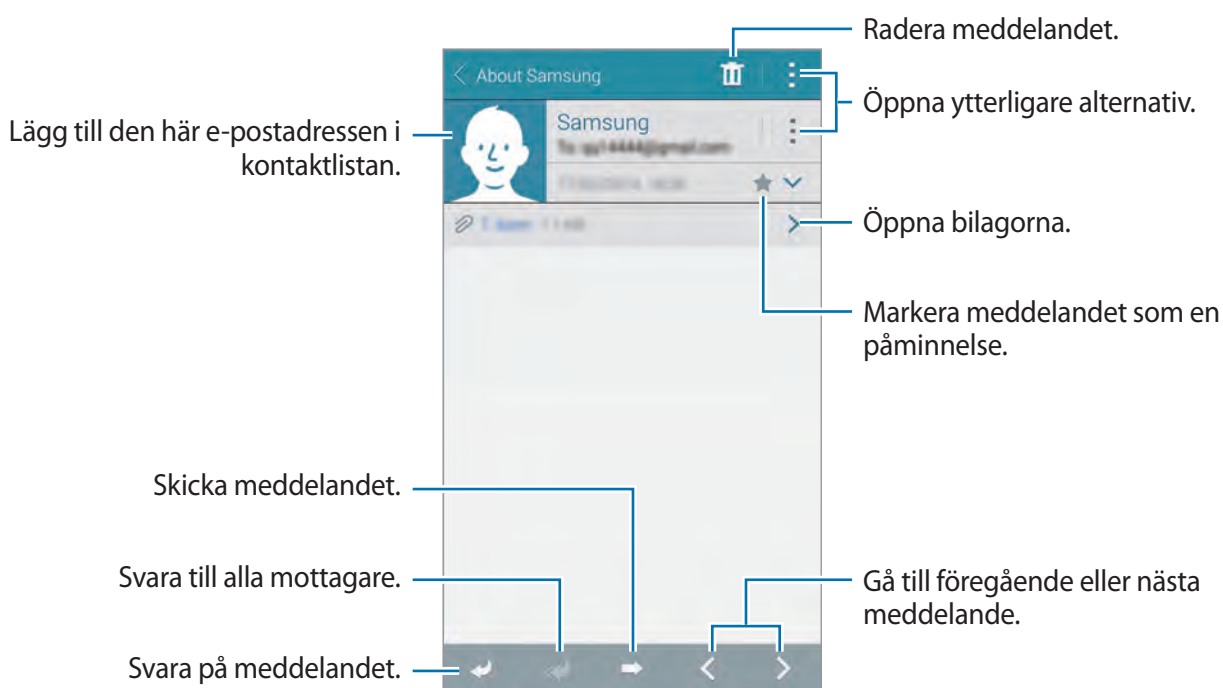 Radera meddelandet.
About Samsung
Öppna ytterligare alternativ.
Lägg till den här e-postadressen i
kontaktlistan.
Samsung
Öppna bilagorna.
Markera meddelandet som en
påminnelse.
Skicka meddelandet.
Svara till alla mottagare.
Gå till föregående eller nästa
meddelande.
Svara på meddelandet.